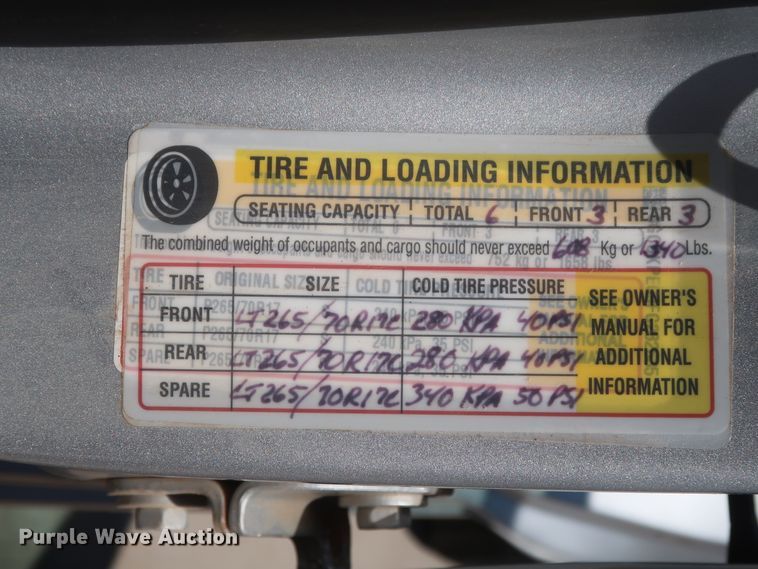 TIRE AND LOADING INFORMATION
SEATING CAPACITY TOTAL 6 FRONT 3 REAR 3
The combined weight of occupants and cargo should never exceed 608 Kg or 1340 Lbs.
TIRE SIZE COLD TIRE PRESSURE
FRONT LT265/70R17C 280 KPA 40 PSI
REAR LT265/70R17C 280 KPA 40 PSI
SPARE LT265/70R17C 340 KPA 50 PSI
SEE OWNER'S
MANUAL FOR
ADDITIONAL
INFORMATION
Purple Wave Auction